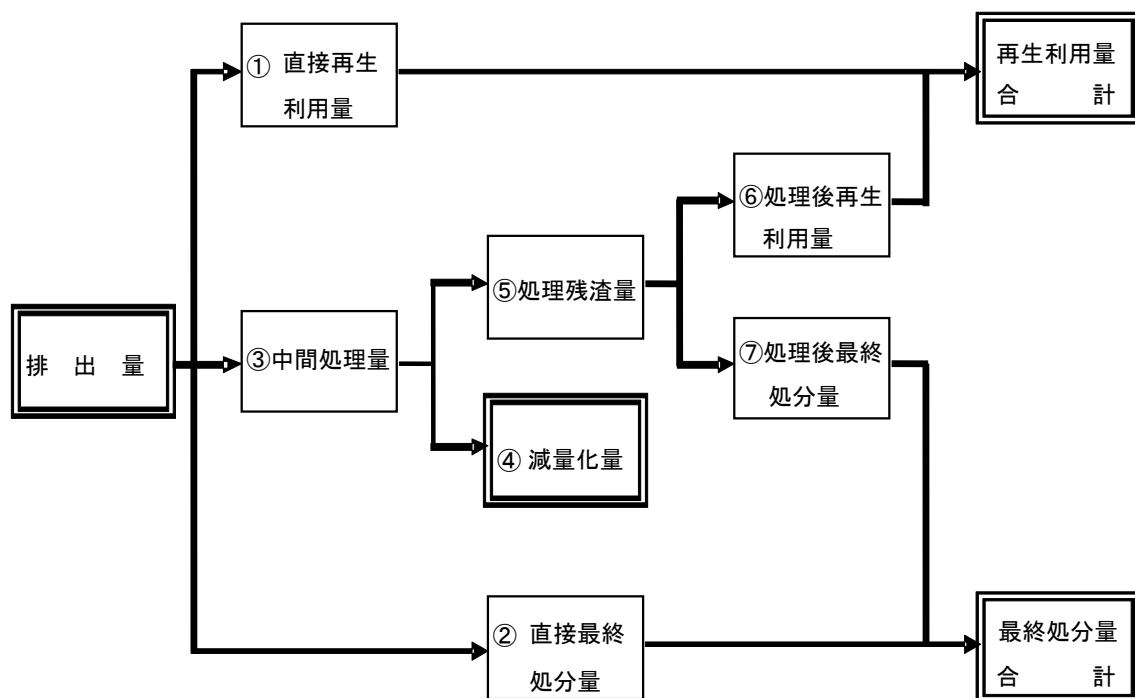 ① 直接再生
利用量
再生利用量
合 計
⑥処理後再生
利用量
⑤処理残渣量
排 出 量
③中間処理量
⑦処理後最終
処分量
④ 減量化量
② 直接最終
処分量
最終処分量
合 計